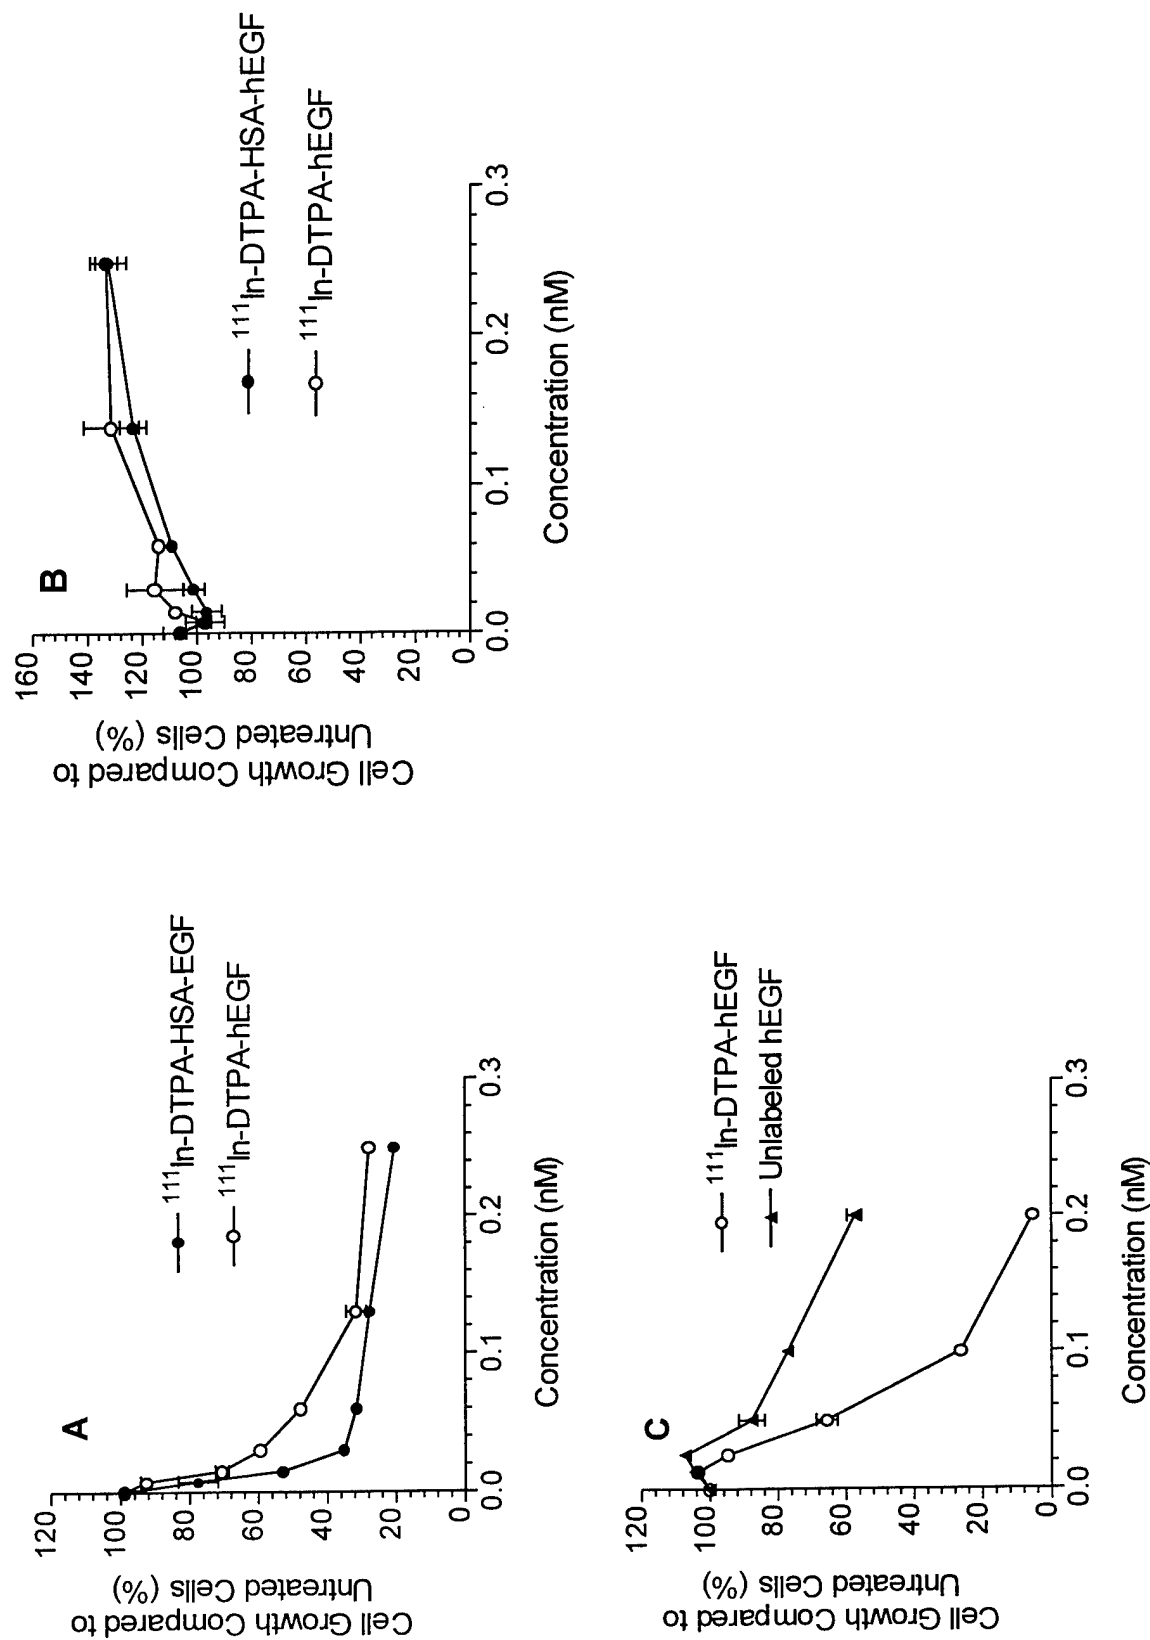 A
Cell Growth Compared to
Untreated Cells (%)
120
100
80
60
40
20
0
0.0
0.1
0.2
0.3
Concentration (nM)
111In-DTPA-HSA-EGF
111In-DTPA-hEGF
B
Cell Growth Compared to
Untreated Cells (%)
160
140
120
100
80
60
40
20
0
0.0
0.1
0.2
0.3
Concentration (nM)
111In-DTPA-HSA-hEGF
111In-DTPA-hEGF
C
Cell Growth Compared to
Untreated Cells (%)
120
100
80
60
40
20
0
0.0
0.1
0.2
0.3
Concentration (nM)
111In-DTPA-hEGF
Unlabeled hEGF